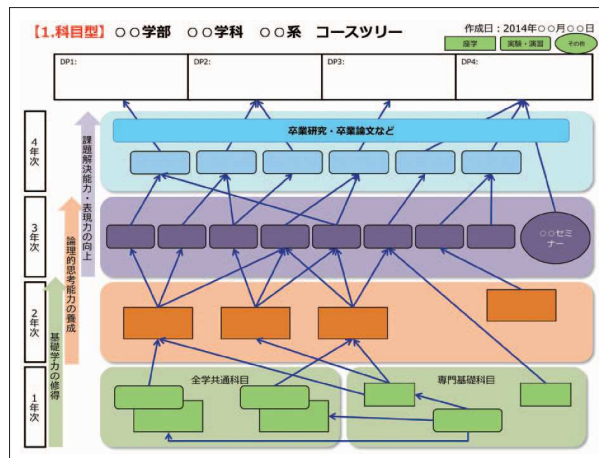 【1.科目型】 ○○学部 ○○学科 ○○系 コースツリー
作成日:2014年○○月○○日
座学
実験・演習
その他
DP1:
DP2:
DP3:
DP4:
4年次
課題解決能力・表現力の向上
卒業研究・卒業論文など
3年次
論理的思考能力の養成
○○セミ
ナー
2年次
基礎学力の修得
1年次
全学共通科目
専門基礎科目